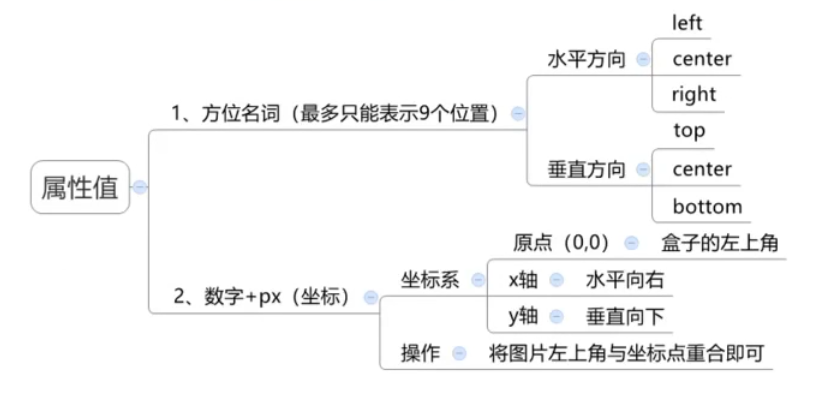 属性值
1、方位名词（最多只能表示9个位置）
水平方向
left
center
right
垂直方向
top
center
bottom
2、数字+px（坐标）
坐标系
原点（0,0）
盒子的左上角
x轴
水平向右
y轴
垂直向下
操作
将图片左上角与坐标点重合即可